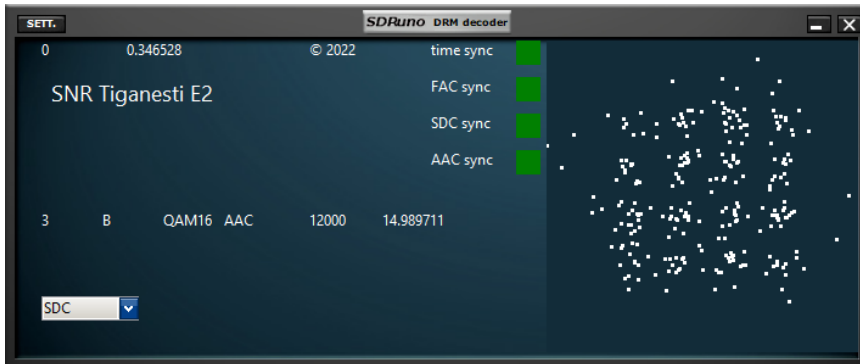 SETT. SDRuno DRM decoder
0 0.346528 © 2022 time sync
SNR Tiganesti E2 FAC sync
SDC sync
AAC sync
3 B QAM16 AAC 12000 14.989711
SDC